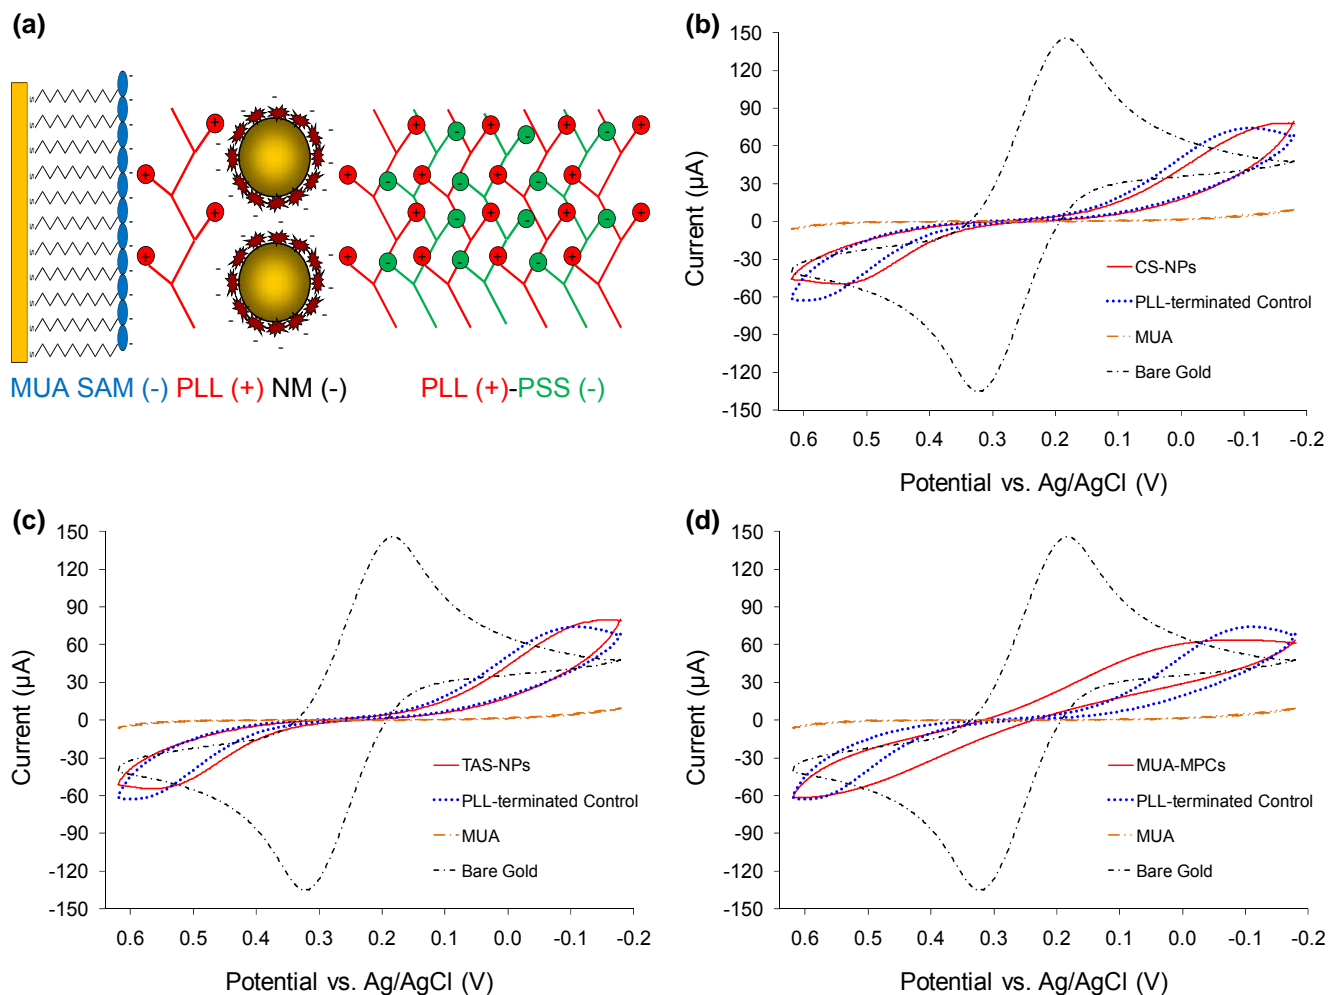 (a)
MUA SAM (-) PLL (+) NM (-) PLL (+)-PSS (-)
(b)
150
120
90
60
30
0
-30
-60
-90
-120
-150
Current (µA)
CS-NPs
PLL-terminated Control
MUA
Bare Gold
0.6 0.5 0.4 0.3 0.2 0.1 0.0 -0.1 -0.2
Potential vs. Ag/AgCl (V)
(c)
150
120
90
60
30
0
-30
-60
-90
-120
-150
Current (µA)
TAS-NPs
PLL-terminated Control
MUA
Bare Gold
0.6 0.5 0.4 0.3 0.2 0.1 0.0 -0.1 -0.2
Potential vs. Ag/AgCl (V)
(d)
150
120
90
60
30
0
-30
-60
-90
-120
-150
Current (µA)
MUA-MPCs
PLL-terminated Control
MUA
Bare Gold
0.6 0.5 0.4 0.3 0.2 0.1 0.0 -0.1 -0.2
Potential vs. Ag/AgCl (V)